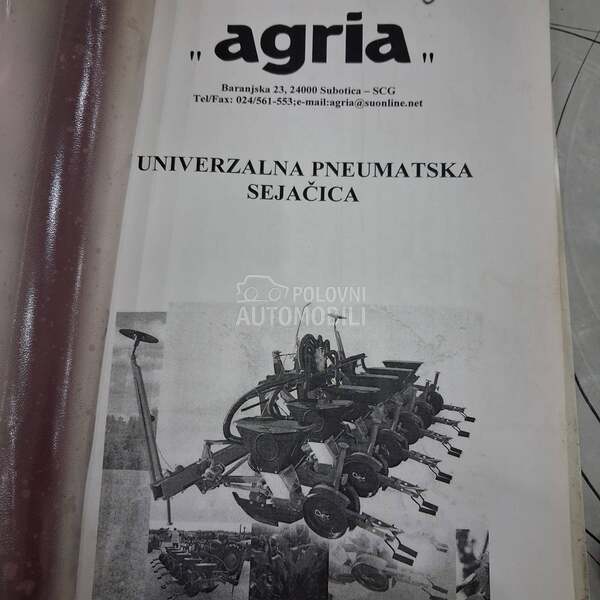 " agria "
Baranjska 23, 24000 Subotica – SCG
Tel/Fax: 024/561-553;e-mail:agria@suonline.net
UNIVERZALNA PNEUMATSKA
SEJAČICA
POLOVNI
AUTOMOBILI